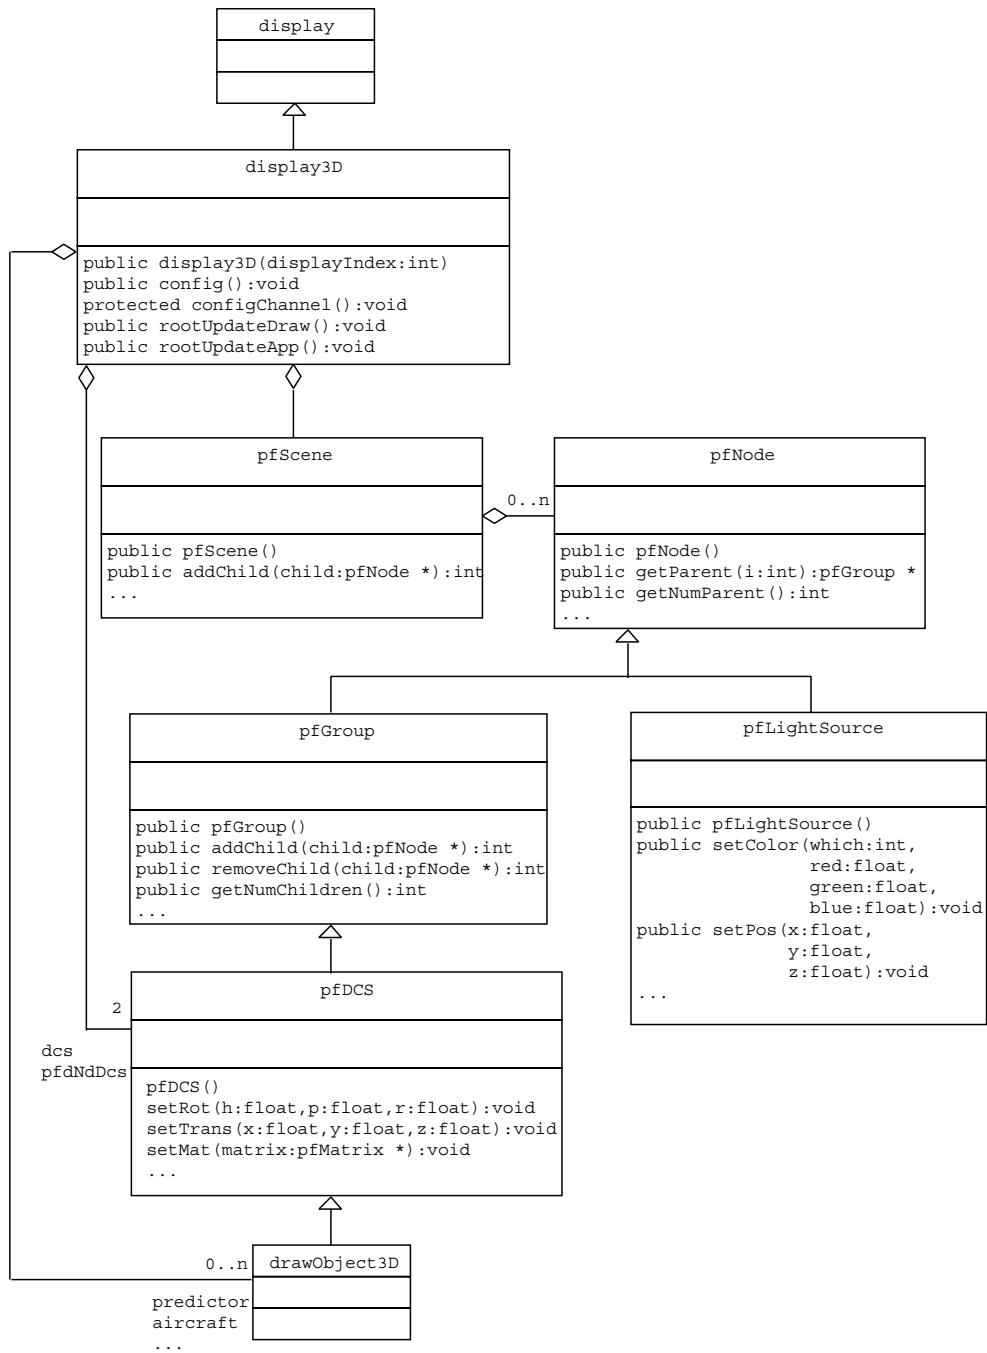 display
display3D
public display3D(displayIndex:int)
public config():void
protected configChannel():void
public rootUpdateDraw():void
public rootUpdateApp():void
pfScene
public pfScene()
public addChild(child:pfNode *):int
...
0..n
pfNode
public pfNode()
public getParent(i:int):pfGroup *
public getNumParent():int
...
pfGroup
public pfGroup()
public addChild(child:pfNode *):int
public removeChild(child:pfNode *):int
public getNumChildren():int
...
pfLightSource
public pfLightSource()
public setColor(which:int,
red:float,
green:float,
blue:float):void
public setPos(x:float,
y:float,
z:float):void
...
2
dcs
pfdNdDcs
pfDCS
pfDCS()
setRot(h:float,p:float,r:float):void
setTrans(x:float,y:float,z:float):void
setMat(matrix:pfMatrix *):void
...
0..n
drawObject3D
predictor
aircraft
...